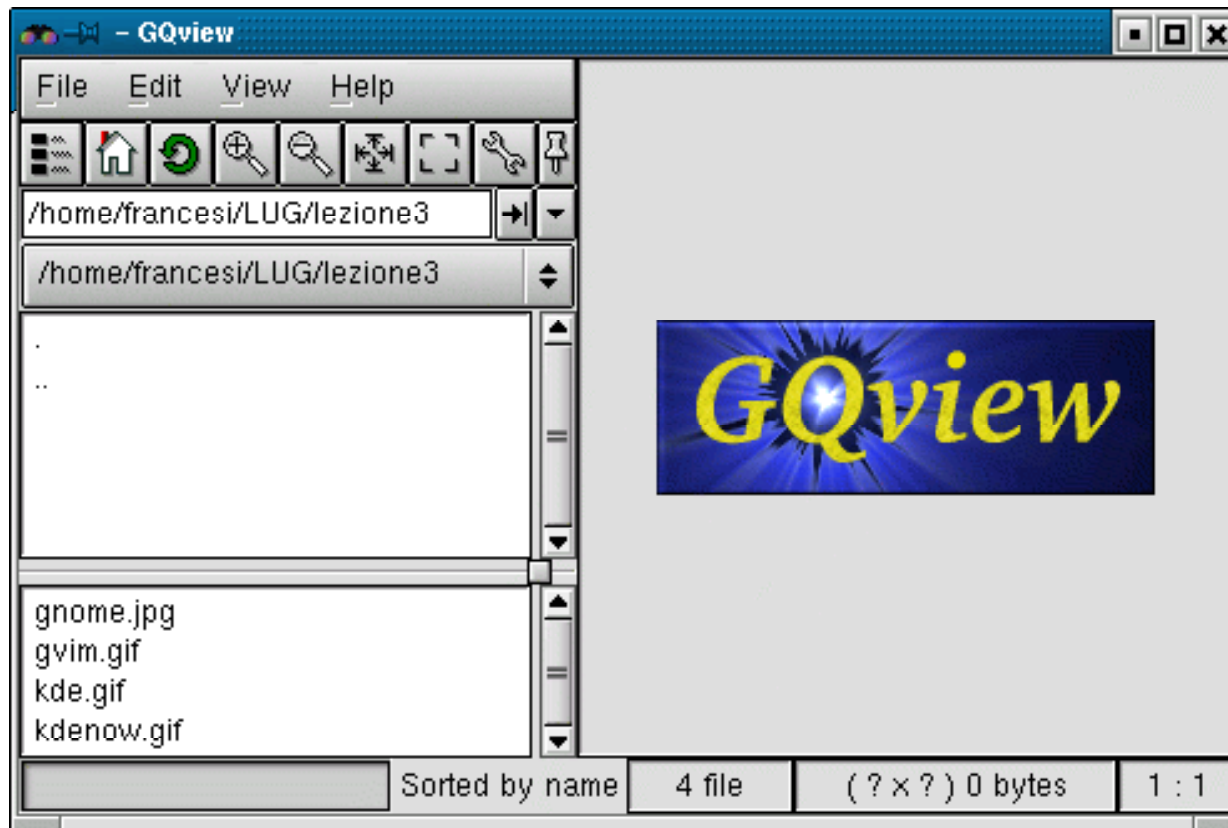 – GQview
File Edit View Help
/home/francesi/LUG/lezione3
/home/francesi/LUG/lezione3
.
..
gnome.jpg
gvim.gif
kde.gif
kdenow.gif
GQview
Sorted by name 4 file ( ? x ? ) 0 bytes 1 : 1